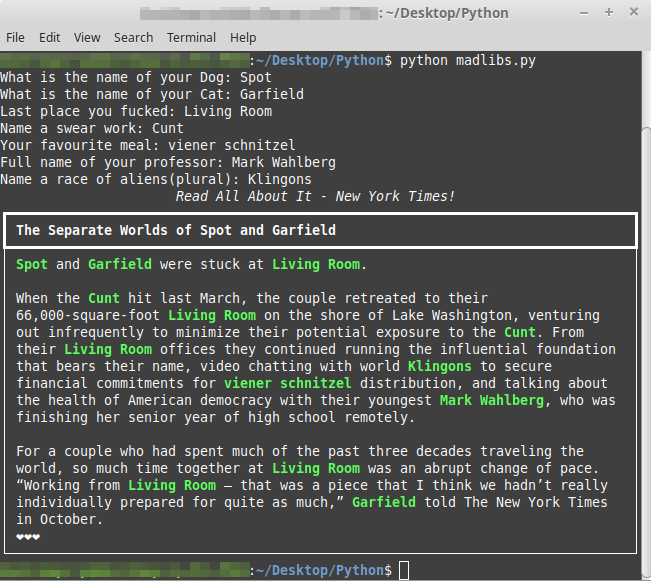 : ~/Desktop/Python
File Edit View Search Terminal Help
:~/Desktop/Python$ python madlibs.py
What is the name of your Dog: Spot
What is the name of your Cat: Garfield
Last place you fucked: Living Room
Name a swear work: Cunt
Your favourite meal: viener schnitzel
Full name of your professor: Mark Wahlberg
Name a race of aliens(plural): Klingons
Read All About It - New York Times!
The Separate Worlds of Spot and Garfield
Spot and Garfield were stuck at Living Room.
When the Cunt hit last March, the couple retreated to their
66,000-square-foot Living Room on the shore of Lake Washington, venturing
out infrequently to minimize their potential exposure to the Cunt. From
their Living Room offices they continued running the influential foundation
that bears their name, video chatting with world Klingons to secure
financial commitments for viener schnitzel distribution, and talking about
the health of American democracy with their youngest Mark Wahlberg, who was
finishing her senior year of high school remotely.
For a couple who had spent much of the past three decades traveling the
world, so much time together at Living Room was an abrupt change of pace.
“Working from Living Room — that was a piece that I think we hadn’t really
individually prepared for quite as much,” Garfield told The New York Times
in October.
❤❤❤
:~/Desktop/Python$